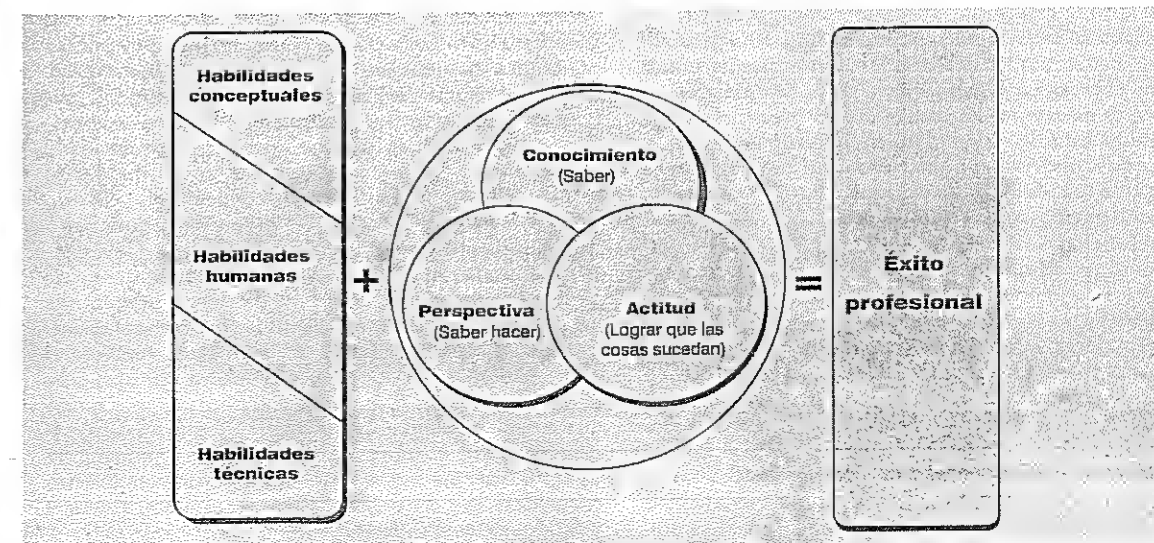 Habilidades
conceptuales
Habilidades
humanas
Habilidades
técnicas
+
Conocimiento
(Saber)
Perspectiva
(Saber hacer)
Actitud
(Lograr que las
cosas sucedan)
=
Éxito
profesional